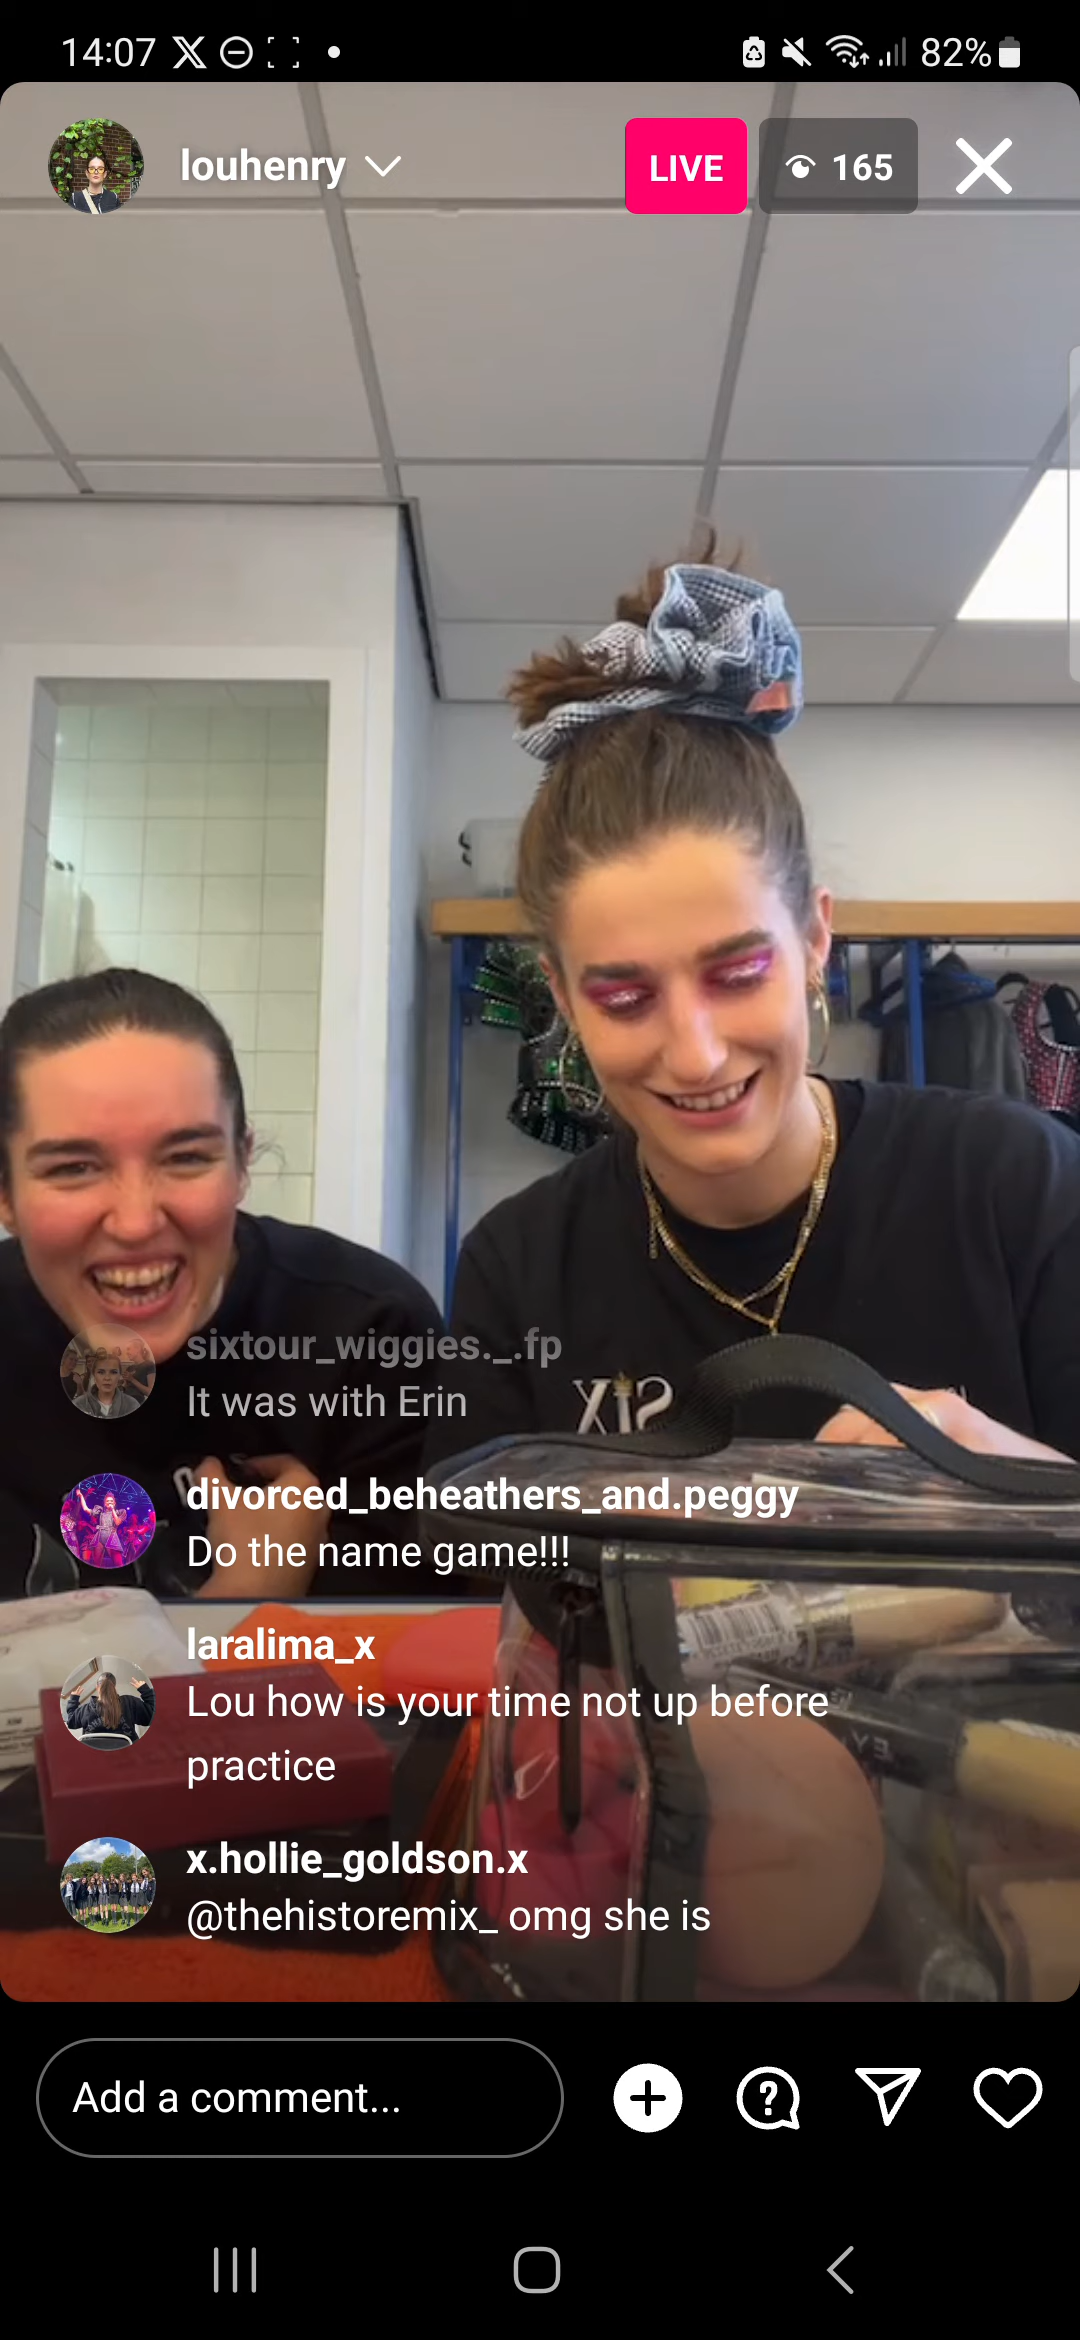 14:07
82%
louhenry
LIVE
165
SIX
sixtour_wiggies._.fp
It was with Erin
divorced_beheathers_and.peggy
Do the name game!!!
laralima_x
Lou how is your time not up before
practice
x.hollie_goldson.x
@thehistoremix_ omg she is
Add a comment...